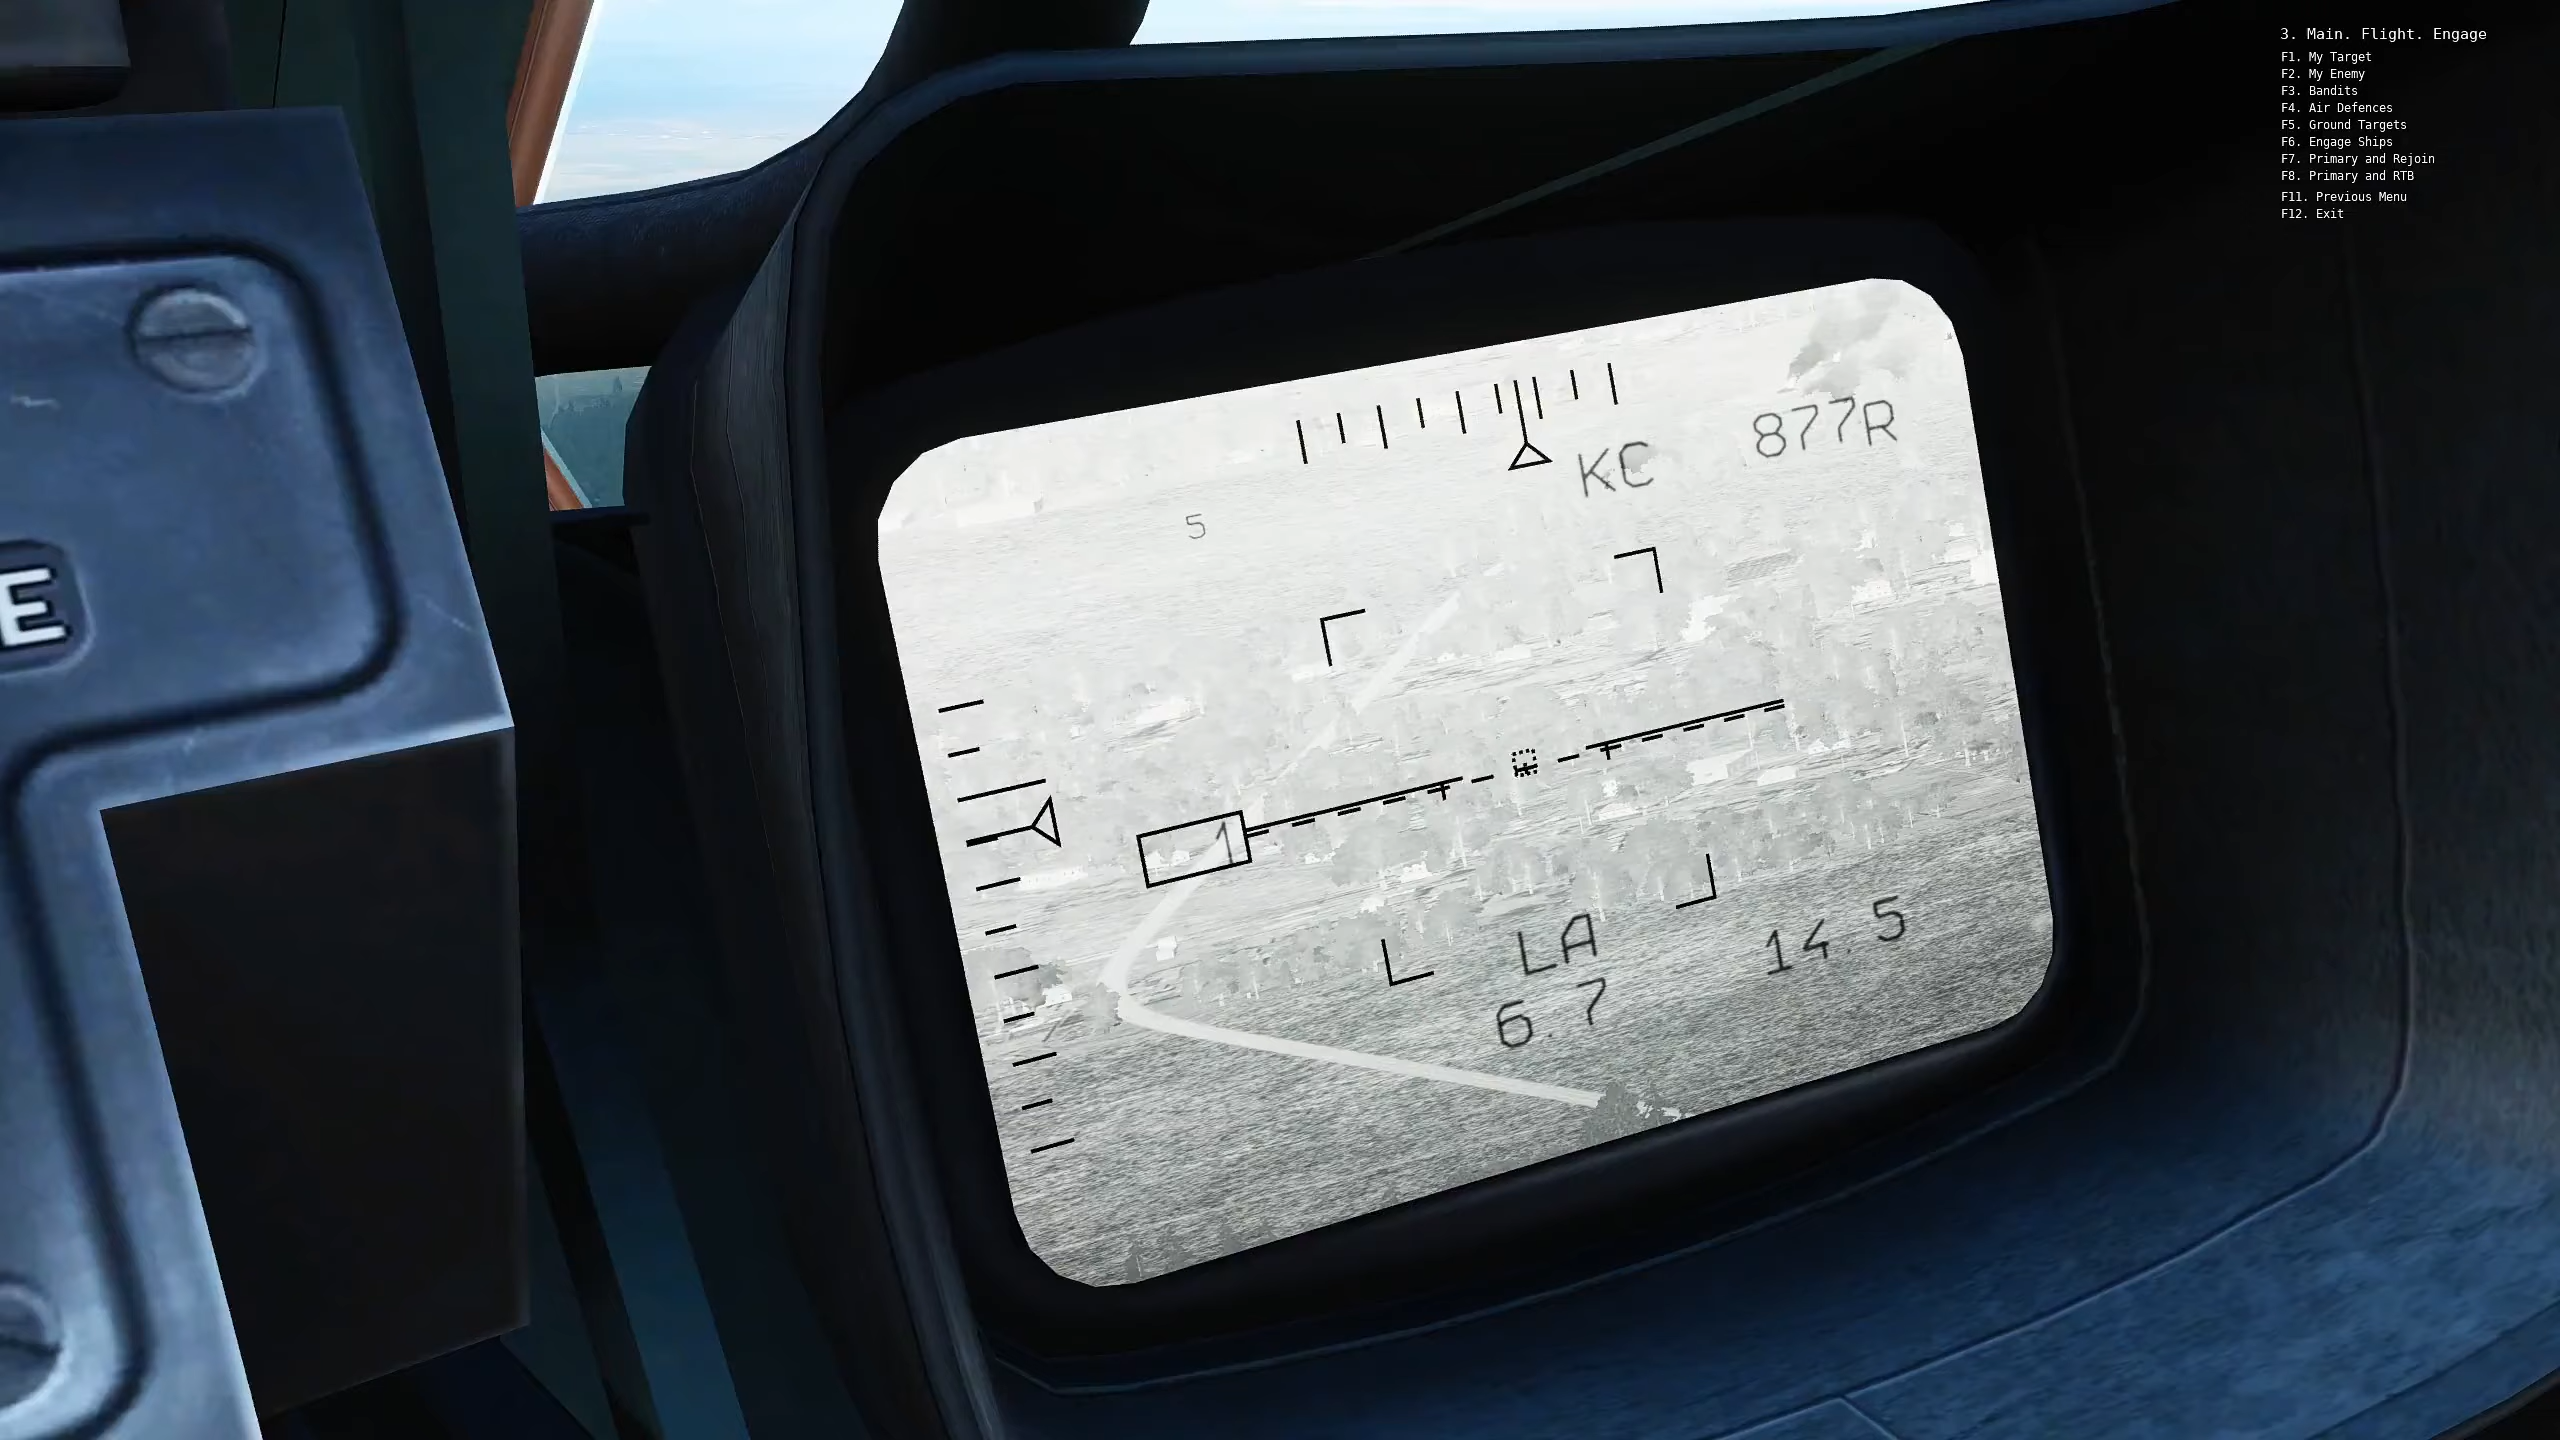 3. Main. Flight. Engage
F1. My Target
F2. My Enemy
F3. Bandits
F4. Air Defences
F5. Ground Targets
F6. Engage Ships
F7. Primary and Rejoin
F8. Primary and RTB
F11. Previous Menu
F12. Exit
KC 877R
5
E
1
LA 14.5
6.7